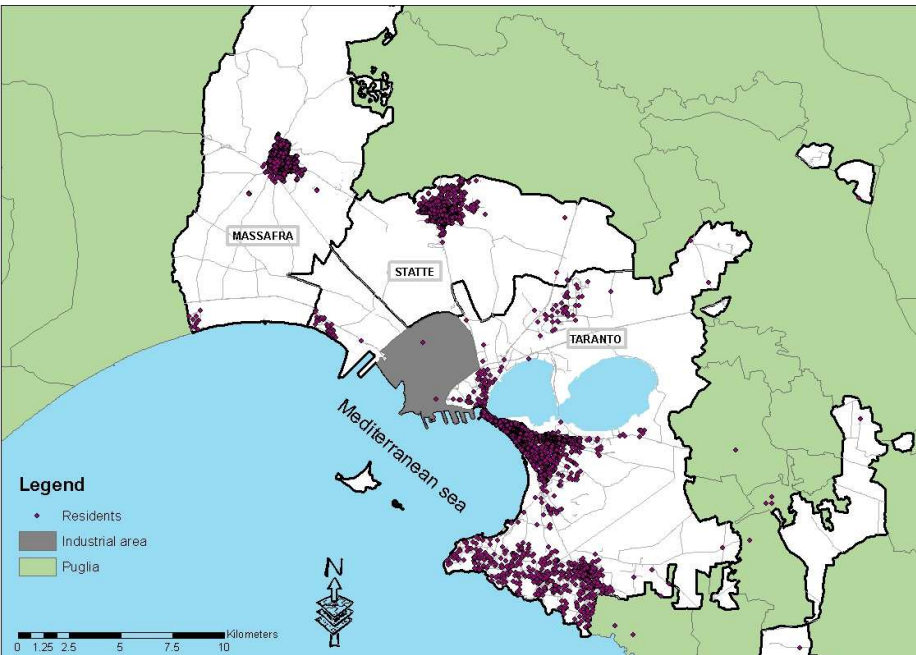 MASSAFRA
STATTE
TARANTO
Mediterranean sea
Legend
Residents
Industrial area
Puglia
N
Kilometers
0 1.25 2.5 5 7.5 10